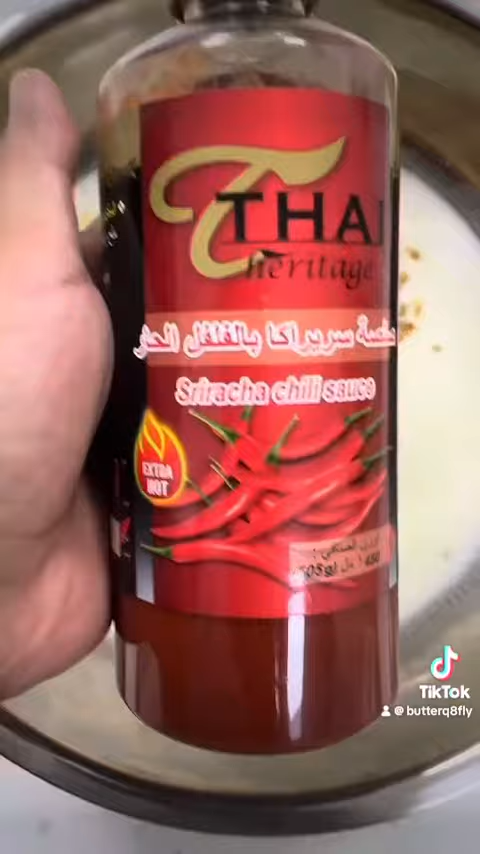 THAI
heritage
صلصة سريراكا بالفلفل الحار
Sriracha chili sauce
EXTRA
HOT
TikTok
@butterq8fly